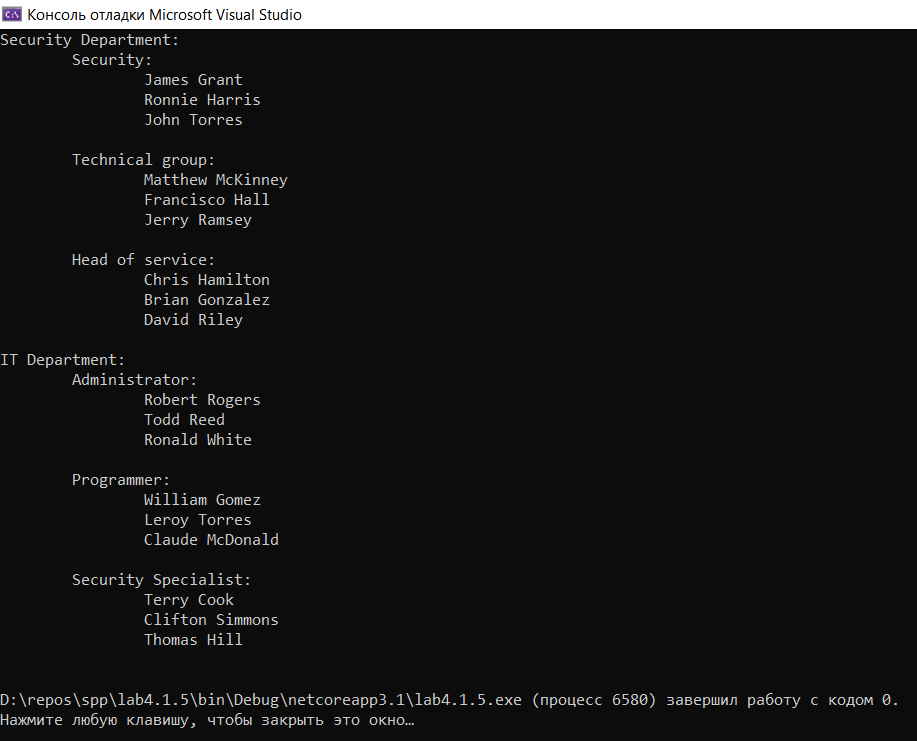 Консоль отладки Microsoft Visual Studio
Security Department:
Security:
James Grant
Ronnie Harris
John Torres
Technical group:
Matthew McKinney
Francisco Hall
Jerry Ramsey
Head of service:
Chris Hamilton
Brian Gonzalez
David Riley
IT Department:
Administrator:
Robert Rogers
Todd Reed
Ronald White
Programmer:
William Gomez
Leroy Torres
Claude McDonald
Security Specialist:
Terry Cook
Clifton Simmons
Thomas Hill
D:\repos\spp\lab4.1.5\bin\Debug\netcoreapp3.1\lab4.1.5.exe (процесс 6580) завершил работу с кодом 0.
Нажмите любую клавишу, чтобы закрыть это окно…